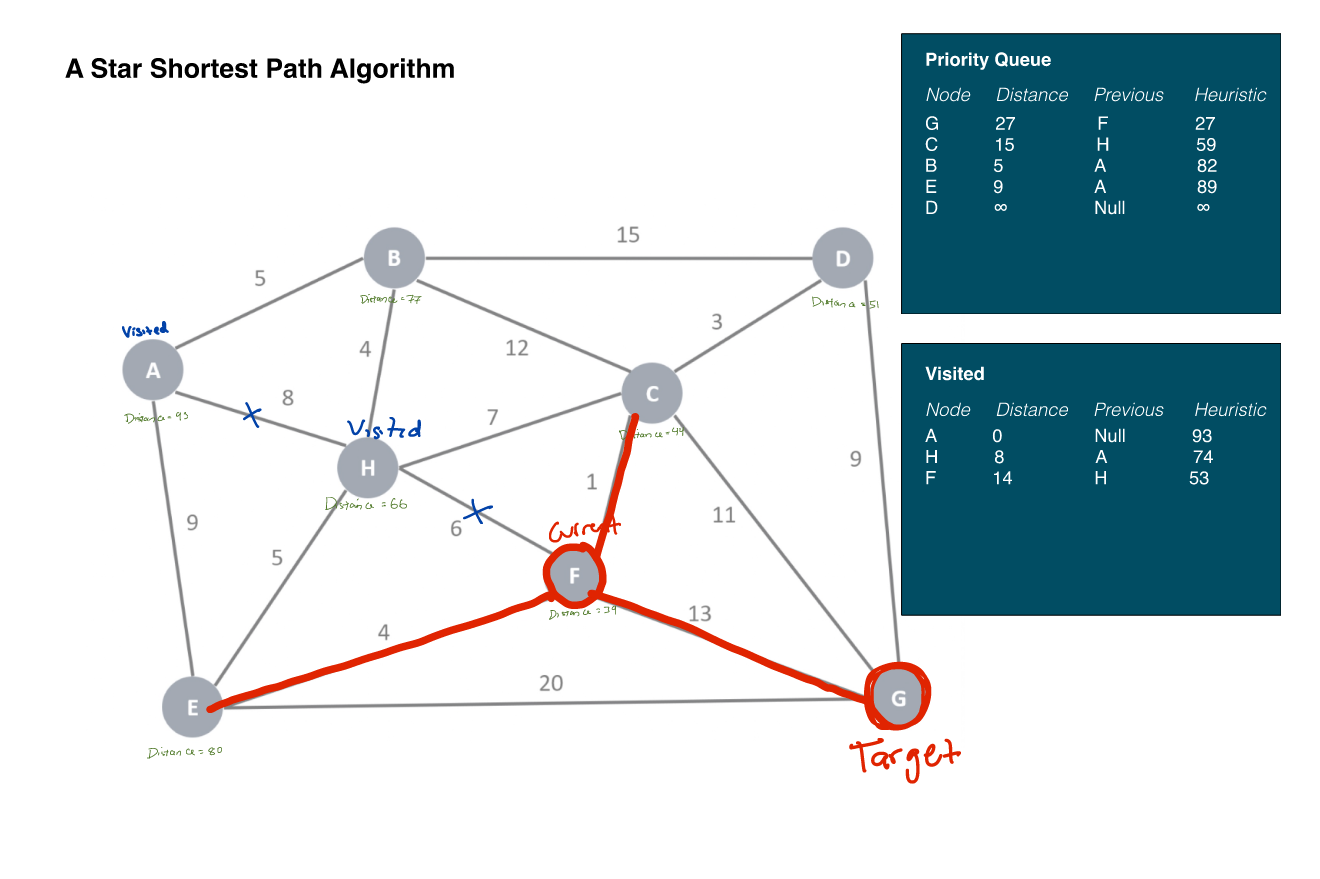 A Star Shortest Path Algorithm
Priority Queue
Node Distance Previous Heuristic
G 27 F 27
C 15 H 59
B 5 A 82
E 9 A 89
D ∞ Null ∞
Visited
Node Distance Previous Heuristic
A 0 Null 93
H 8 A 74
F 14 H 53
15
B
D
5
Distance = 77
Distance = 51
Visited
3
4
12
A
C
8
Distance = 93
7
Visited
Distance = 44
9
H
1
Distance = 66
11
9
6
Current
5
F
Distance = 39
13
4
20
E
G
Distance = 80
Target